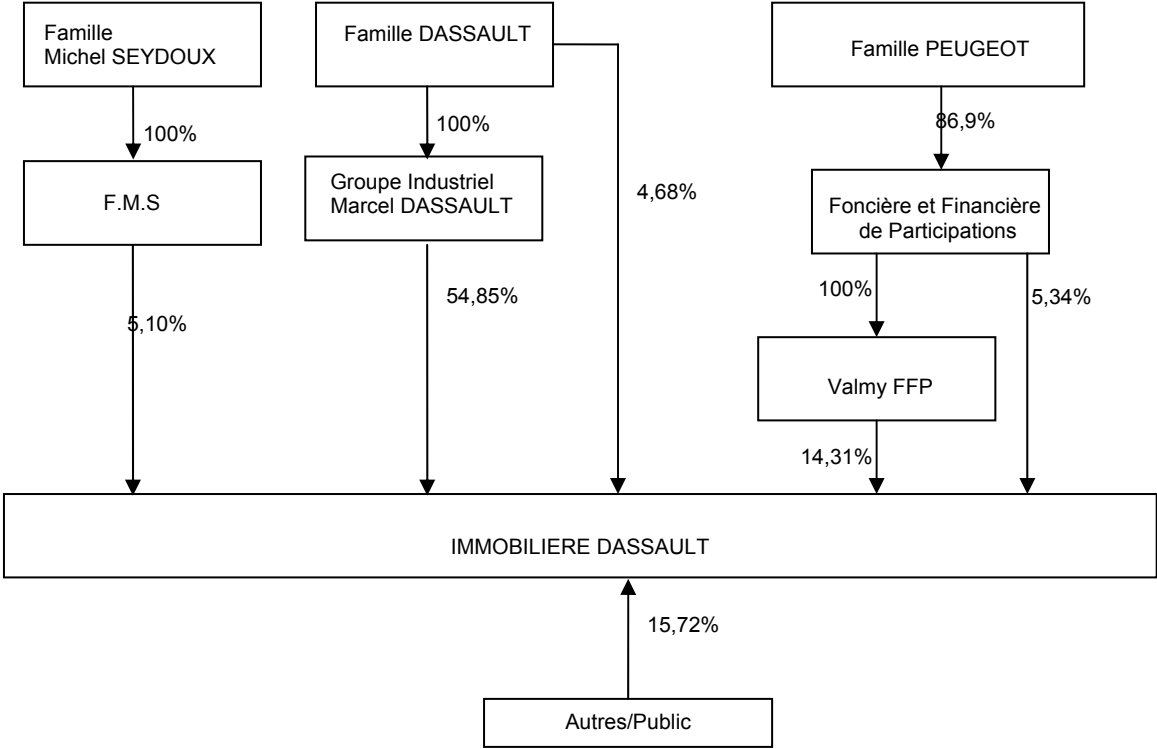 Famille
Michel SEYDOUX
Famille DASSAULT
Famille PEUGEOT
100%
100%
86,9%
F.M.S
Groupe Industriel
Marcel DASSAULT
4,68%
Foncière et Financière
de Participations
5,10%
54,85%
100%
5,34%
Valmy FFP
14,31%
IMMOBILIERE DASSAULT
15,72%
Autres/Public